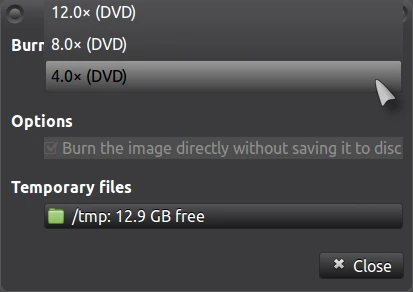 12.0× (DVD)
Burn
8.0× (DVD)
4.0× (DVD)
Options
Burn the image directly without saving it to disc
Temporary files
/tmp: 12.9 GB free
Close